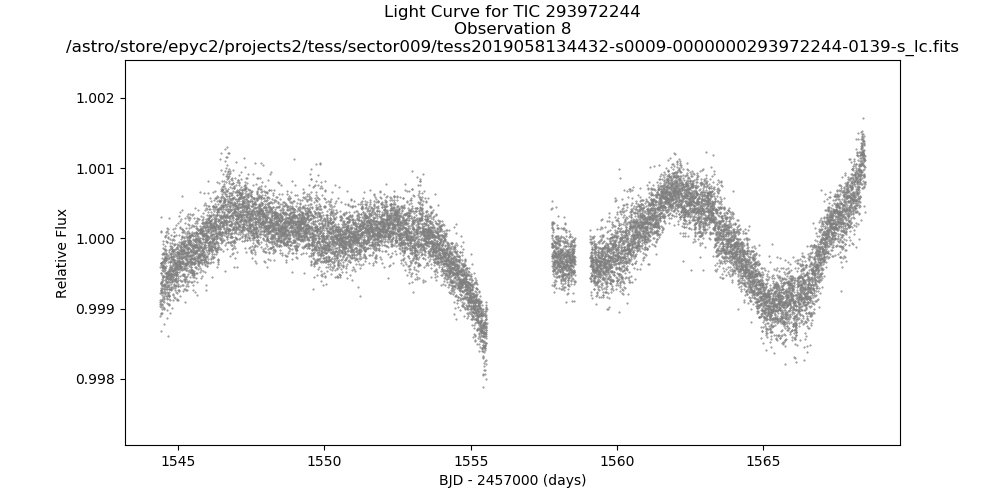 Light Curve for TIC 293972244
Observation 8
/astro/store/epyc2/projects2/tess/sector009/tess2019058134432-s0009-0000000293972244-0139-s_lc.fits
1.002
1.001
1.000
0.999
0.998
Relative Flux
1545 1550 1555 1560 1565
BJD - 2457000 (days)